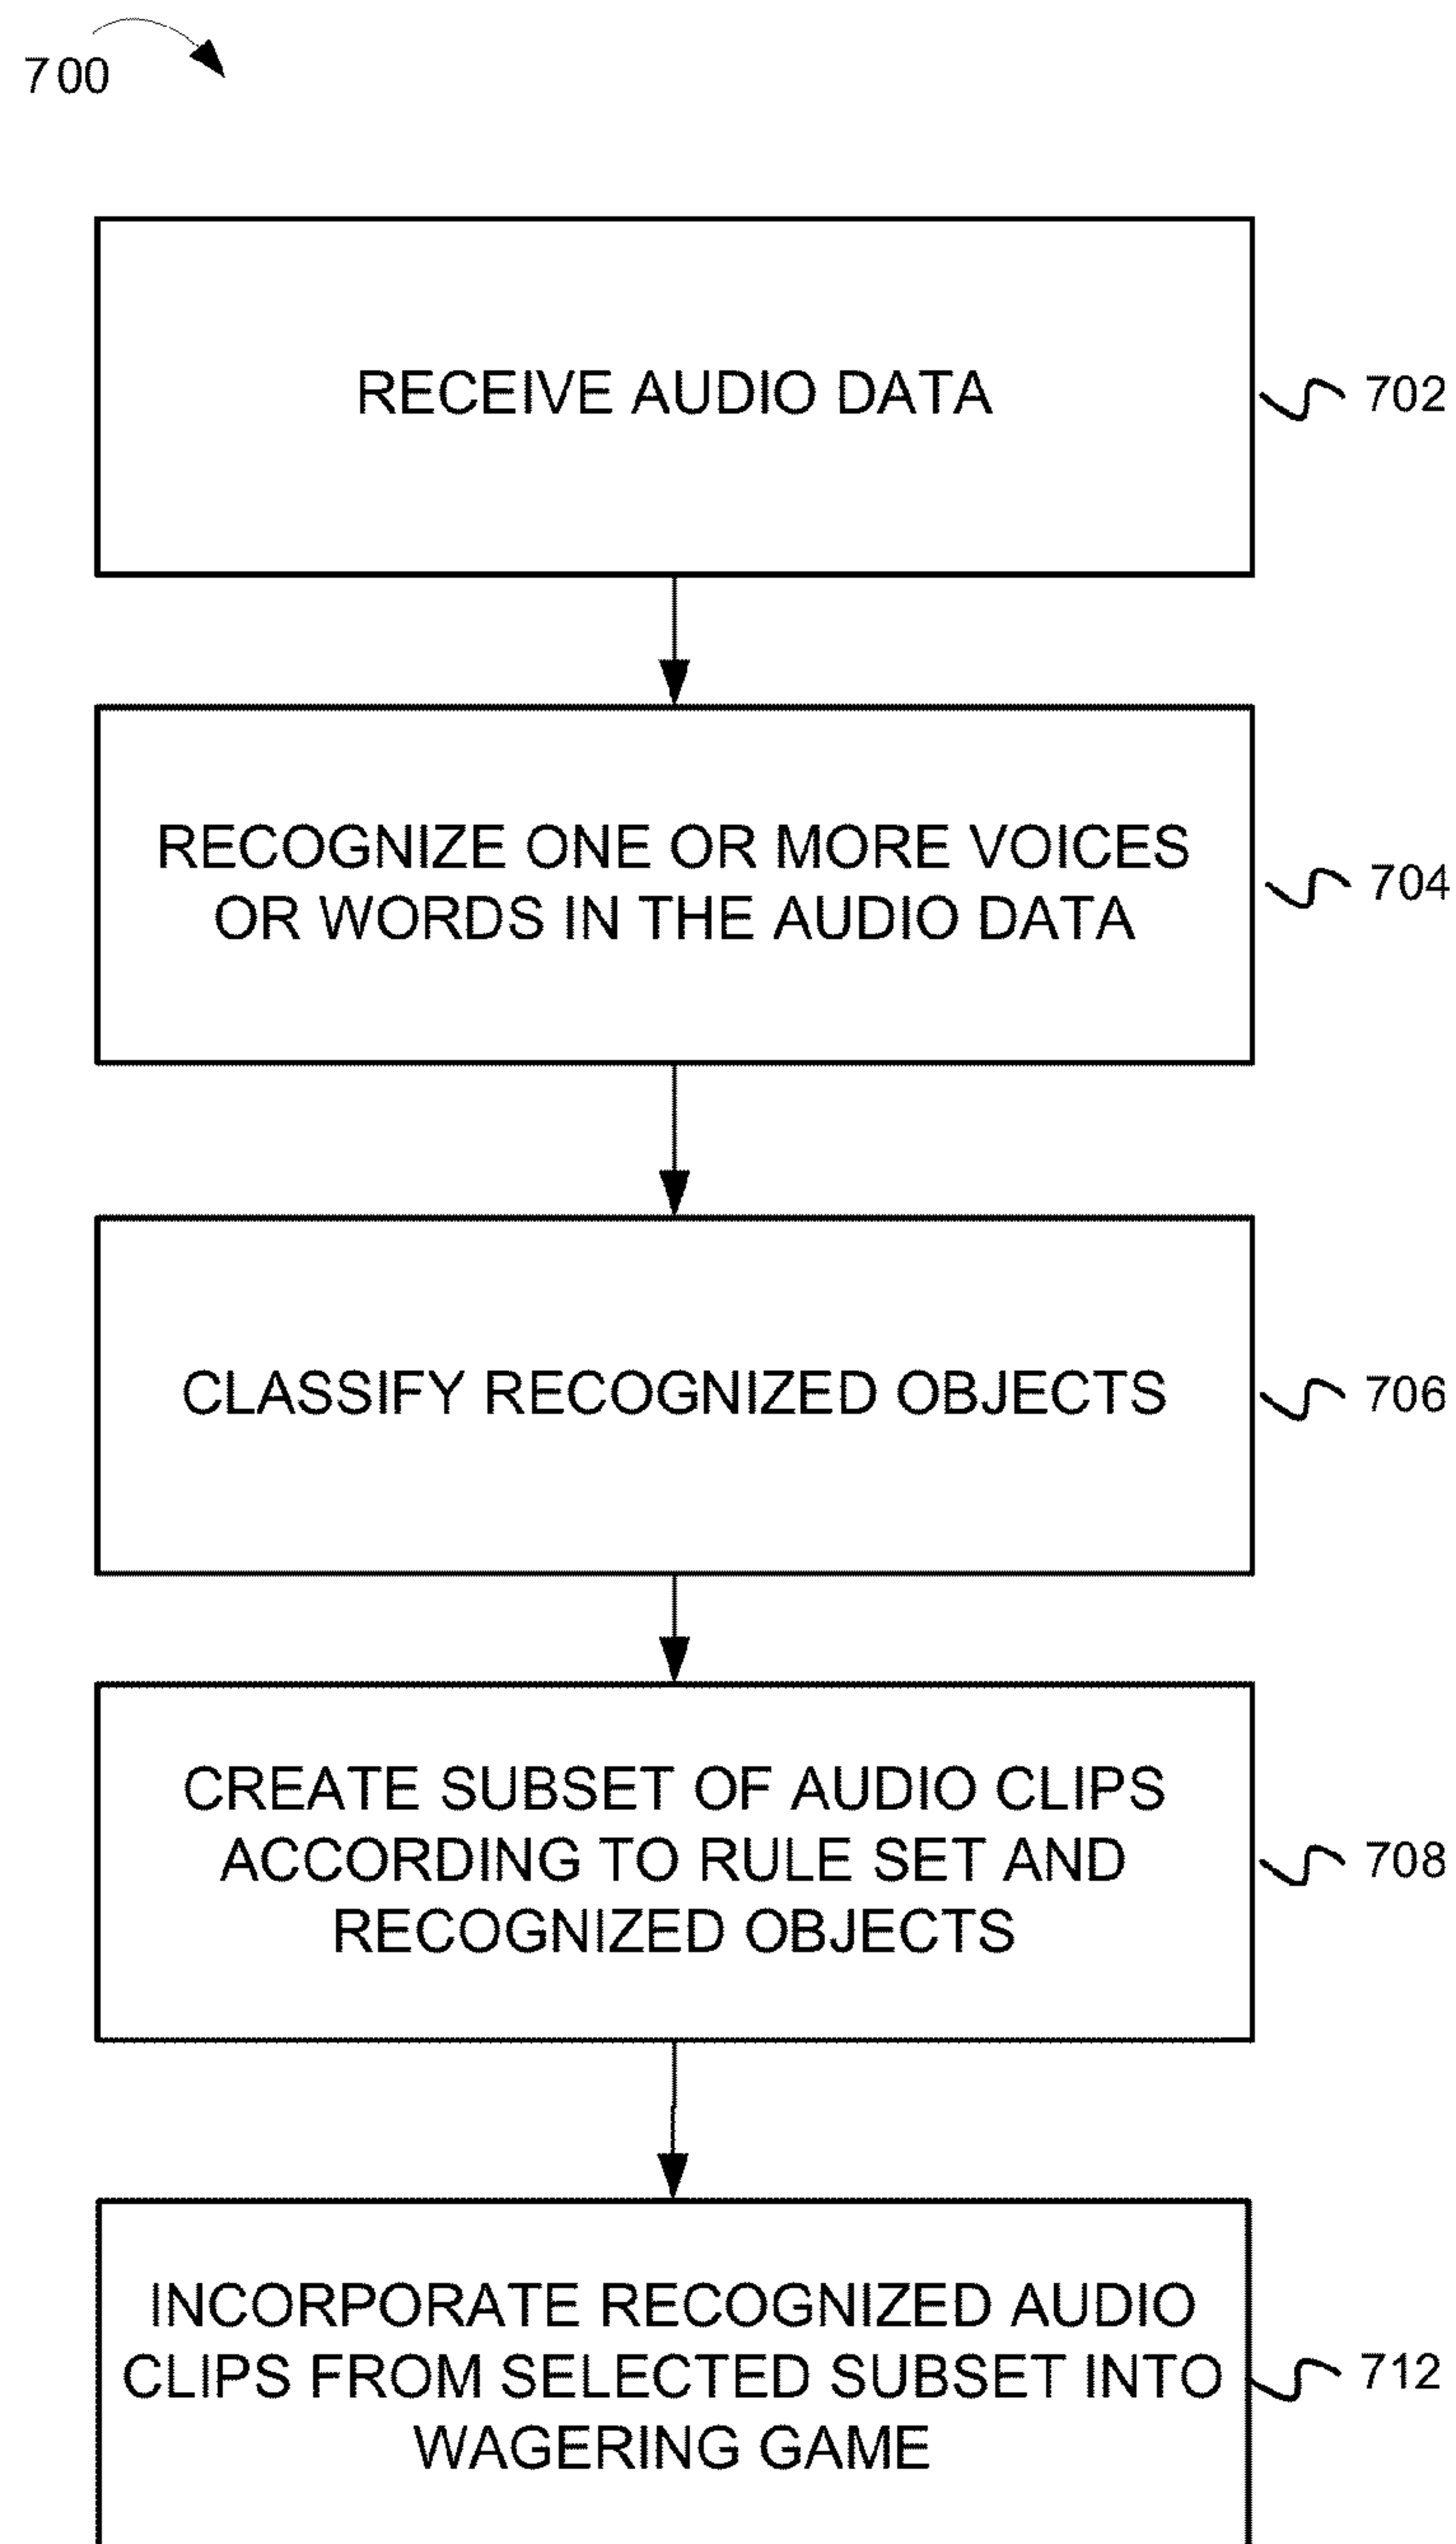 700
RECEIVE AUDIO DATA
702
RECOGNIZE ONE OR MORE VOICES
OR WORDS IN THE AUDIO DATA
704
CLASSIFY RECOGNIZED OBJECTS
706
CREATE SUBSET OF AUDIO CLIPS
ACCORDING TO RULE SET AND
RECOGNIZED OBJECTS
708
INCORPORATE RECOGNIZED AUDIO
CLIPS FROM SELECTED SUBSET INTO
WAGERING GAME
712